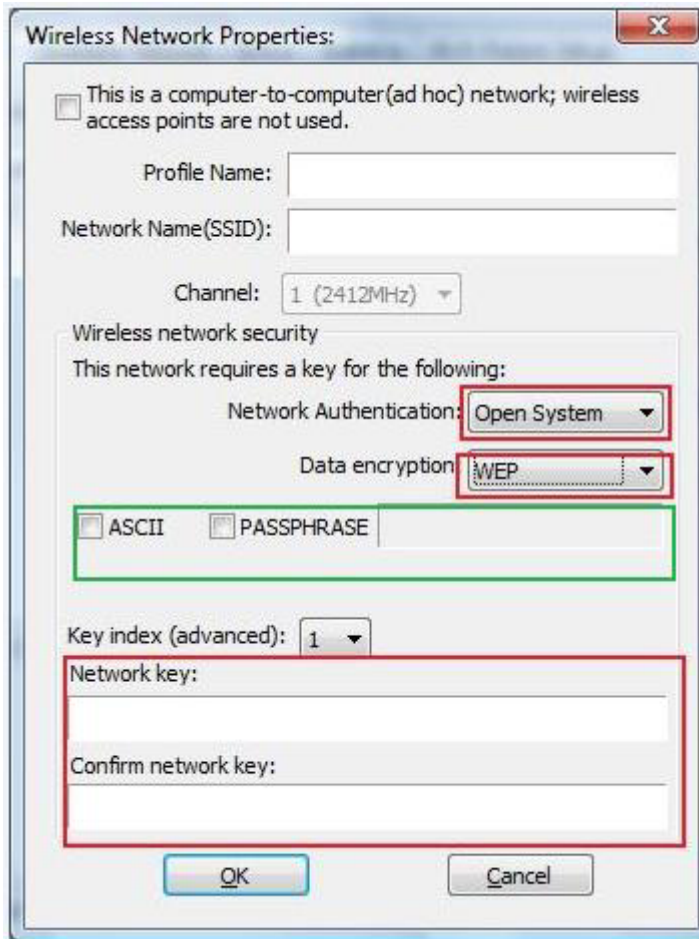 Wireless Network Properties:
This is a computer-to-computer(ad hoc) network; wireless
access points are not used.
Profile Name:
Network Name(SSID):
Channel: 1 (2412MHz)
Wireless network security
This network requires a key for the following:
Network Authentication: Open System
Data encryption: WEP
ASCII PASSPHRASE
Key index (advanced): 1
Network key:
Confirm network key:
OK Cancel